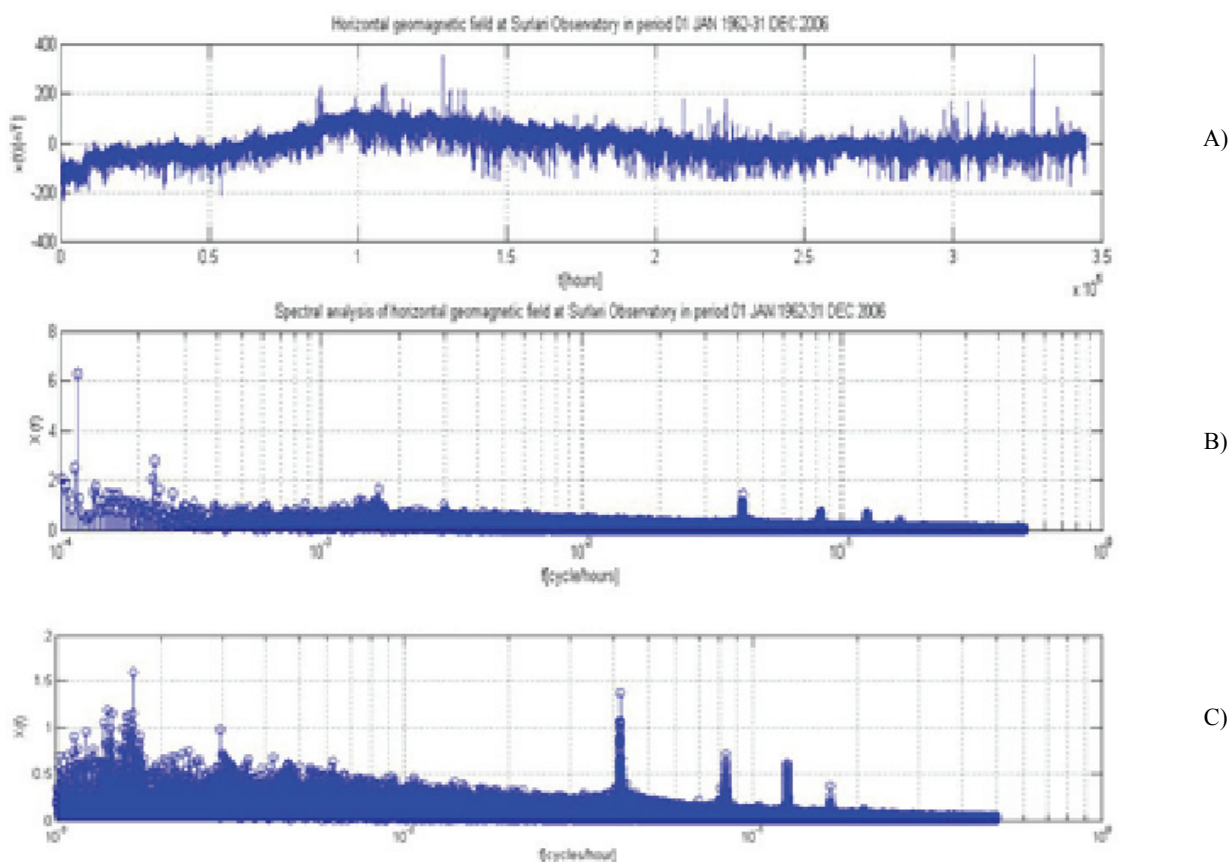 Horizontal geomagnetic field at Surlari Observatory in period 01 JAN 1962-31 DEC 2006
400
200
0
-200
-400
0 0.5 1 1.5 2 2.5 3 3.5
t[hours]
A)
Spectral analysis of horizontal geomagnetic field at Surlari Observatory in period 01 JAN 1962-31 DEC 2006
8
6
4
2
0
X (f)
f[cycle/hours]
B)
2
1.5
1
0.5
0
X (f)
f[cycles/hour]
C)